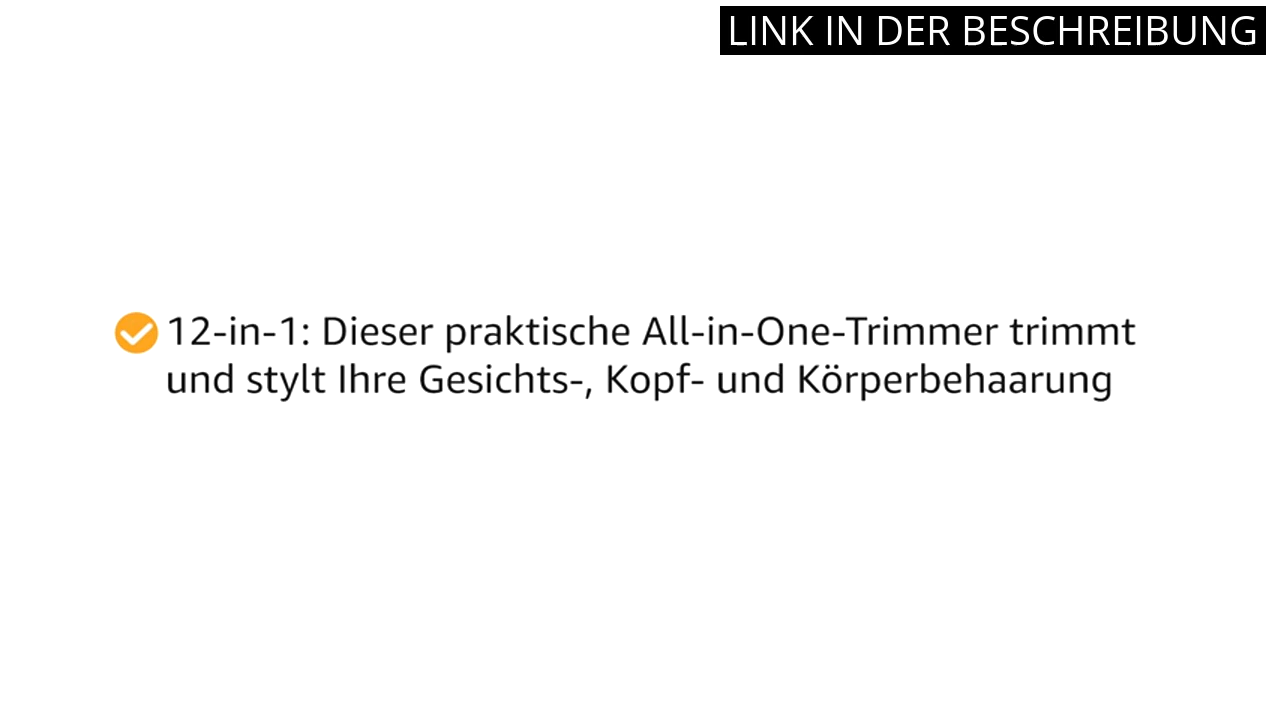 LINK IN DER BESCHREIBUNG
12-in-1: Dieser praktische All-in-One-Trimmer trimmt
und stylt Ihre Gesichts-, Kopf- und Körperbehaarung